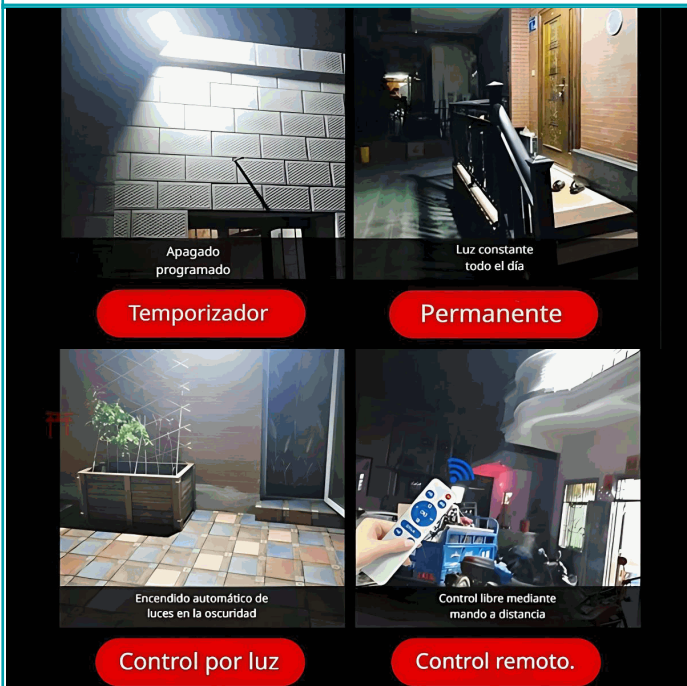 Apagado
programado
Luz constante
todo el día
Temporizador
Permanente
Encendido automático de
luces en la oscuridad
Control libre mediante
mando a distancia
Control por luz
Control remoto.